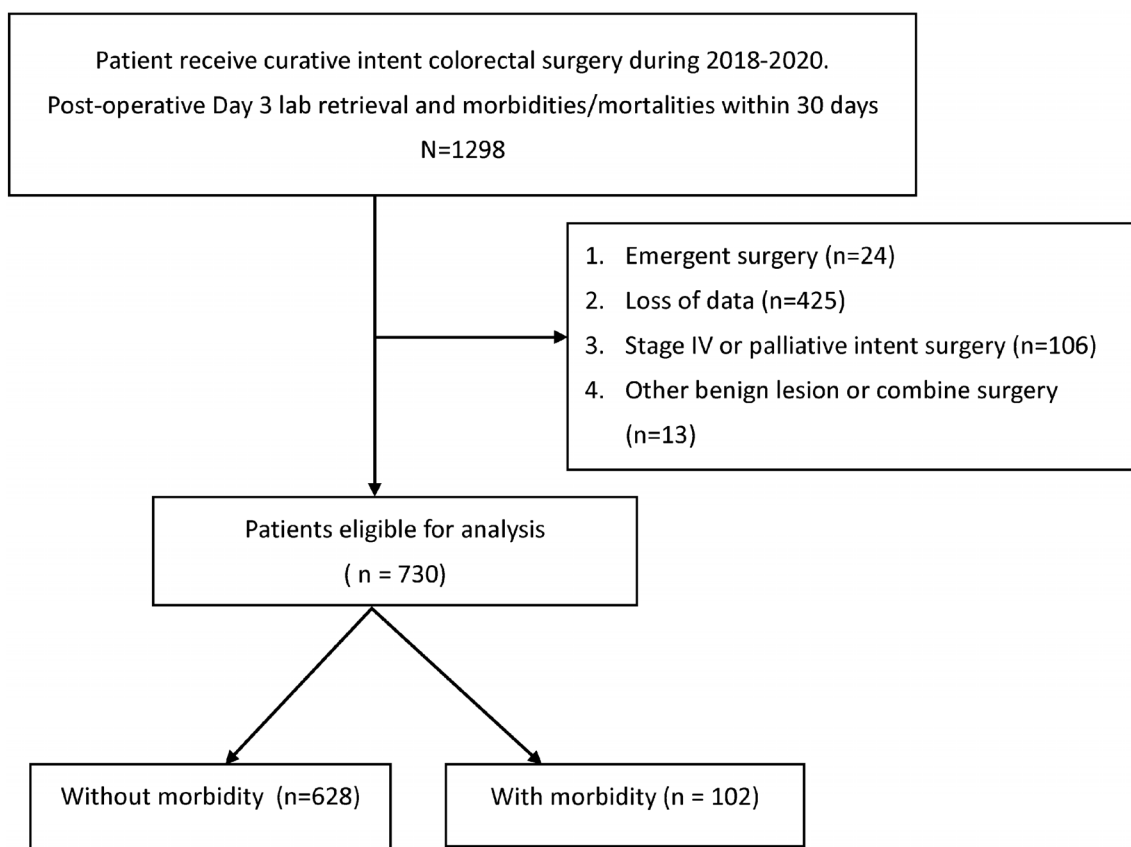 Patient receive curative intent colorectal surgery during 2018-2020.
Post-operative Day 3 lab retrieval and morbidities/mortalities within 30 days
N=1298
1. Emergent surgery (n=24)
2. Loss of data (n=425)
3. Stage IV or palliative intent surgery (n=106)
4. Other benign lesion or combine surgery
(n=13)
Patients eligible for analysis
( n = 730)
Without morbidity (n=628)
With morbidity (n = 102)